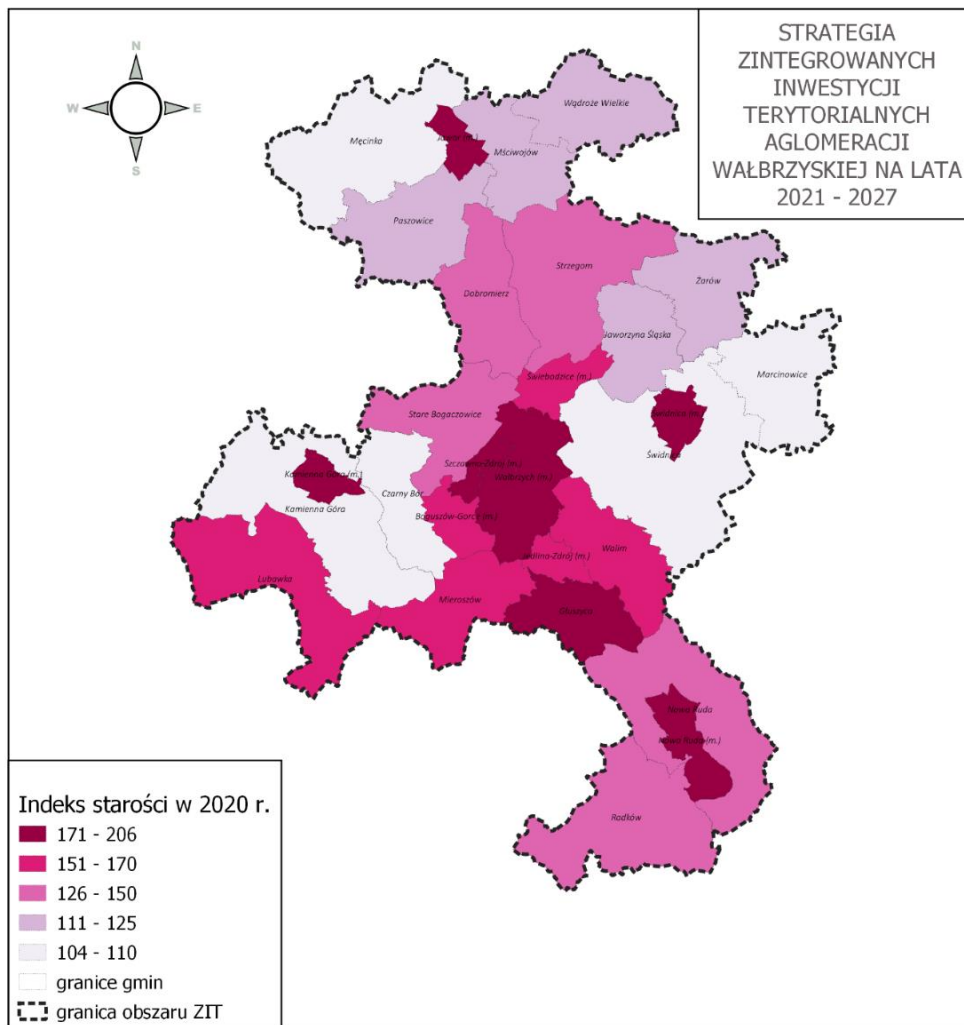 STRATEGIA
ZINTEGROWANYCH
INWESTYCJI
TERYTORIALNYCH
AGLOMERACJI
WAŁBRZYSKIEJ NA LATA
2021 - 2027
N
W E
S
Wądroże Wielkie
Męcinka
Jawor (m.)
Mściwojów
Paszowice
Strzegom
Żarów
Dobromierz
Jaworzyna Śląska
Marcinowice
Świebodzice (m.)
Stare Bogaczowice
Świdnica (m.)
Świdnica
Szczawno-Zdrój (m.)
Kamienna Góra (m.)
Wałbrzych (m.)
Czarny Bór
Kamienna Góra
Boguszów-Gorce (m.)
Jedlina-Zdrój (m.)
Walim
Lubawka
Mieroszów
Głuszyca
Nowa Ruda
Nowa Ruda (m.)
Radków
Indeks starości w 2020 r.
171 - 206
151 - 170
126 - 150
111 - 125
104 - 110
granice gmin
granica obszaru ZIT